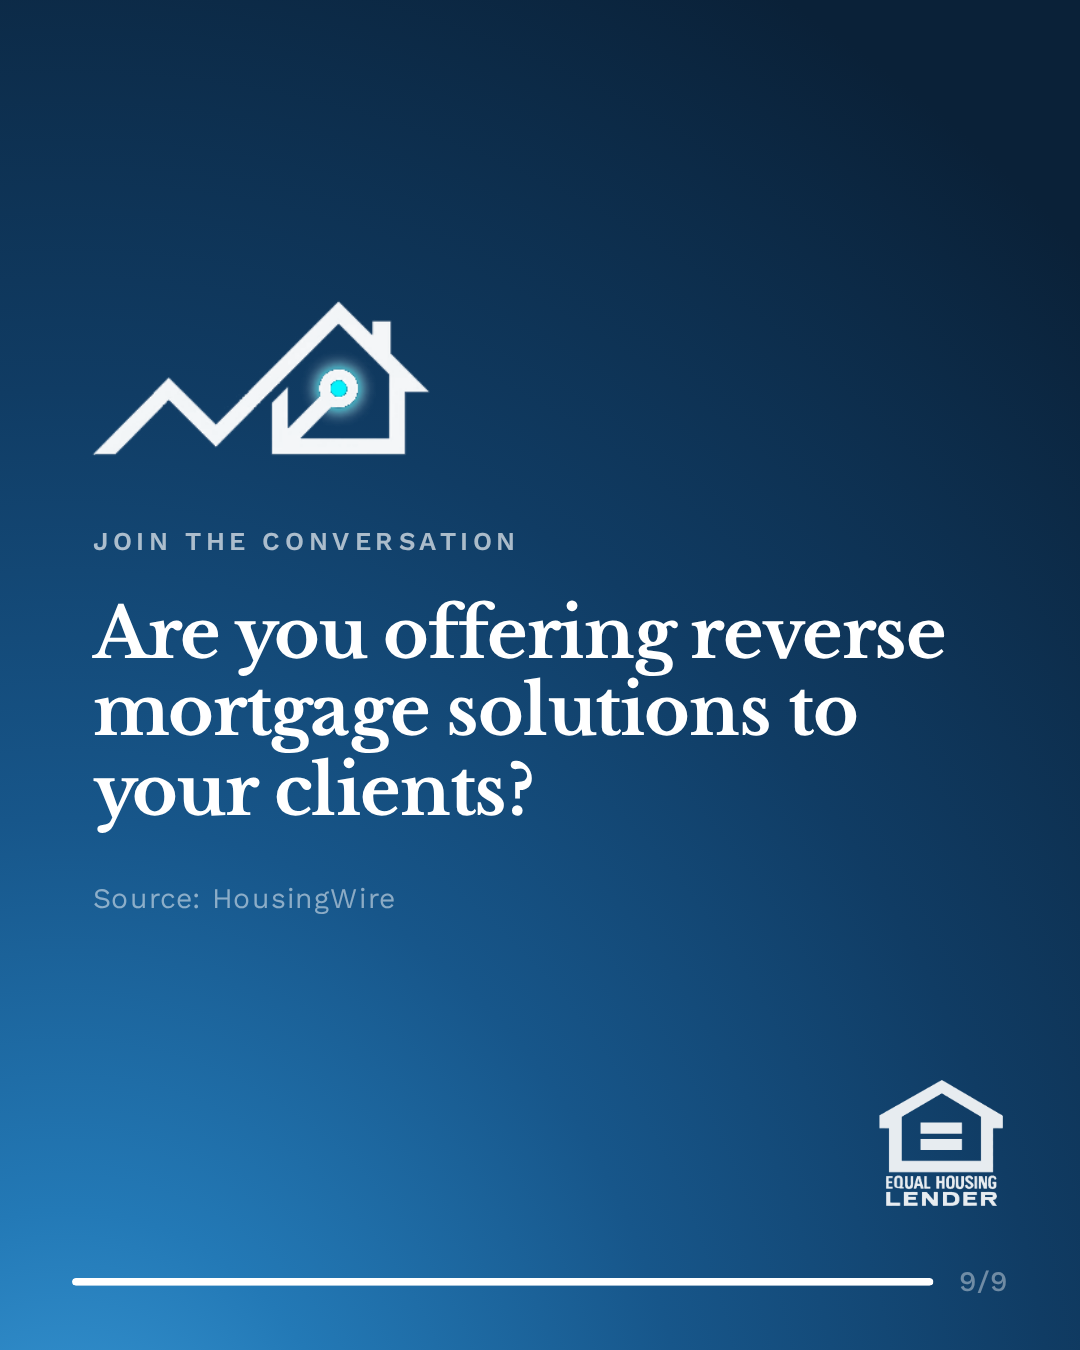 JOIN THE CONVERSATION
Are you offering reverse
mortgage solutions to
your clients?
Source: HousingWire
EQUAL HOUSING
LENDER
9/9